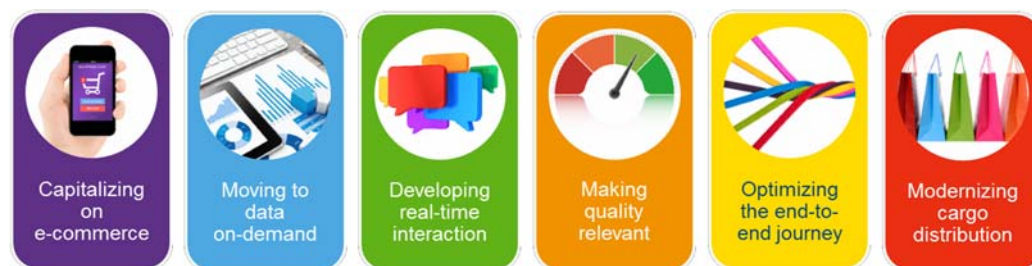 Capitalizing
on
e-commerce
Moving to
data
on-demand
Developing
real-time
interaction
Making
quality
relevant
Optimizing
the end-to-
end journey
Modernizing
cargo
distribution